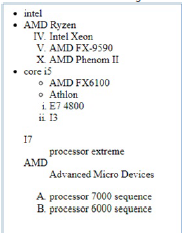 • intel
• AMD Ryzen
IV. Intel Xeon
V. AMD FX-9590
X. AMD Phenom II
• core i5
o AMD FX6100
o Athlon
i. E7 4800
ii. I3
I7
processor extreme
AMD
Advanced Micro Devices
A. processor 7000 sequence
B. processor 6000 sequence